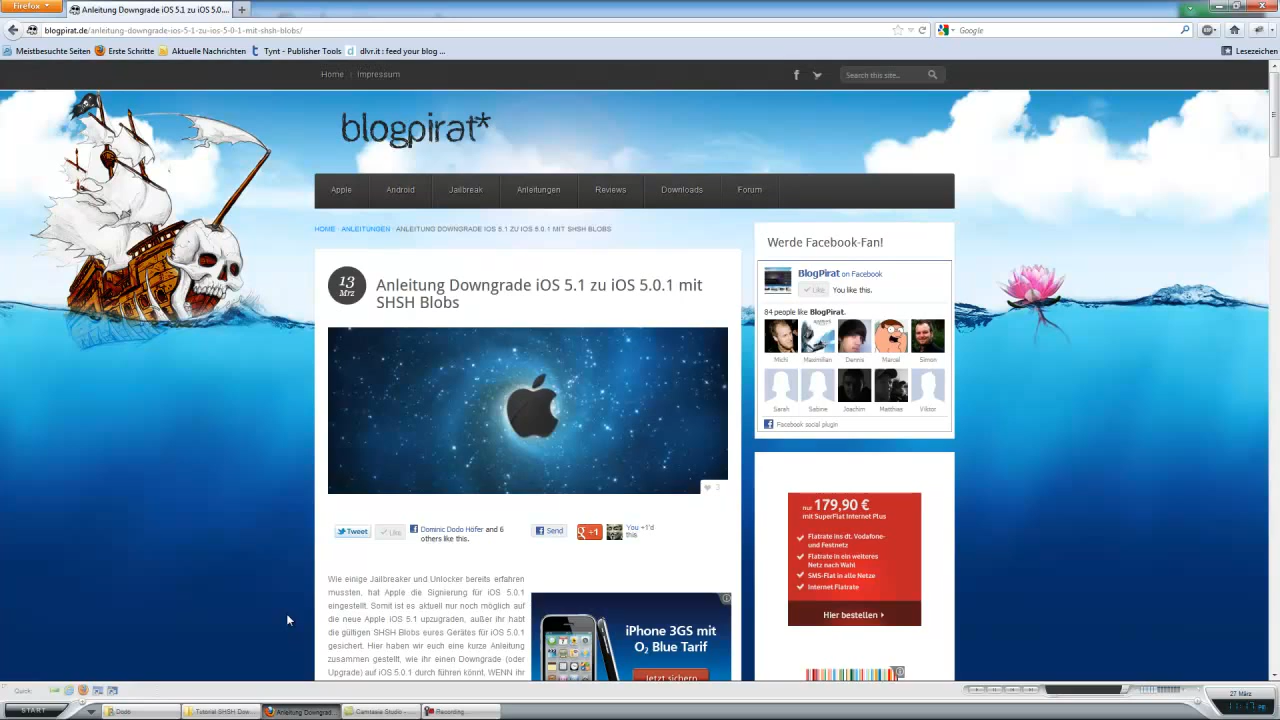 Firefox
Anleitung Downgrade iOS 5.1 zu iOS 5.0....
blogpirat.de/anleitung-downgrade-ios-5-1-zu-ios-5-0-1-mit-shsh-blobs/
Google
Meistbesuchte Seiten
Erste Schritte
Aktuelle Nachrichten
Tynt - Publisher Tools
dlvr.it : feed your blog ...
Lesezeichen
Home
Impressum
Search this site...
blogpirat*
Apple
Android
Jailbreak
Anleitungen
Reviews
Downloads
Forum
HOME · ANLEITUNGEN · ANLEITUNG DOWNGRADE IOS 5.1 ZU IOS 5.0.1 MIT SHSH BLOBS
13
Mrz
Anleitung Downgrade iOS 5.1 zu iOS 5.0.1 mit
SHSH Blobs
3
Tweet
Like
Dominic Dodo Höfer and 6
others like this.
Send
+1
You +1'd
this
Wie einige Jailbreaker und Unlocker bereits erfahren
mussten, hat Apple die Signierung für iOS 5.0.1
eingestellt. Somit ist es aktuell nur noch möglich auf
die neue Apple iOS 5.1 upzugraden, außer ihr habt
die gültigen SHSH Blobs eures Gerätes für iOS 5.0.1
gesichert. Hier haben wir euch eine kurze Anleitung
zusammen gestellt, wie ihr einen Downgrade (oder
Upgrade) auf iOS 5.0.1 durch führen könnt, WENN ihr
iPhone 3GS mit
O2 Blue Tarif
Jetzt sichern
Werde Facebook-Fan!
BlogPirat on Facebook
Like
You like this.
84 people like BlogPirat.
Michi
Maximilian
Dennis
Marcel
Simon
Sarah
Sabine
Joachim
Matthias
Viktor
Facebook social plugin
nur 179,90 €
mit SuperFlat Internet Plus
Flatrate ins dt. Vodafone-
und Festnetz
Flatrate in ein weiteres
Netz nach Wahl
SMS-Flat in alle Netze
Internet Flatrate
Hier bestellen
Quick:
START
Dodo
Tutorial SHSH Dow...
Anleitung Downgrad...
Camtasia Studio - ...
Recording...
27 März